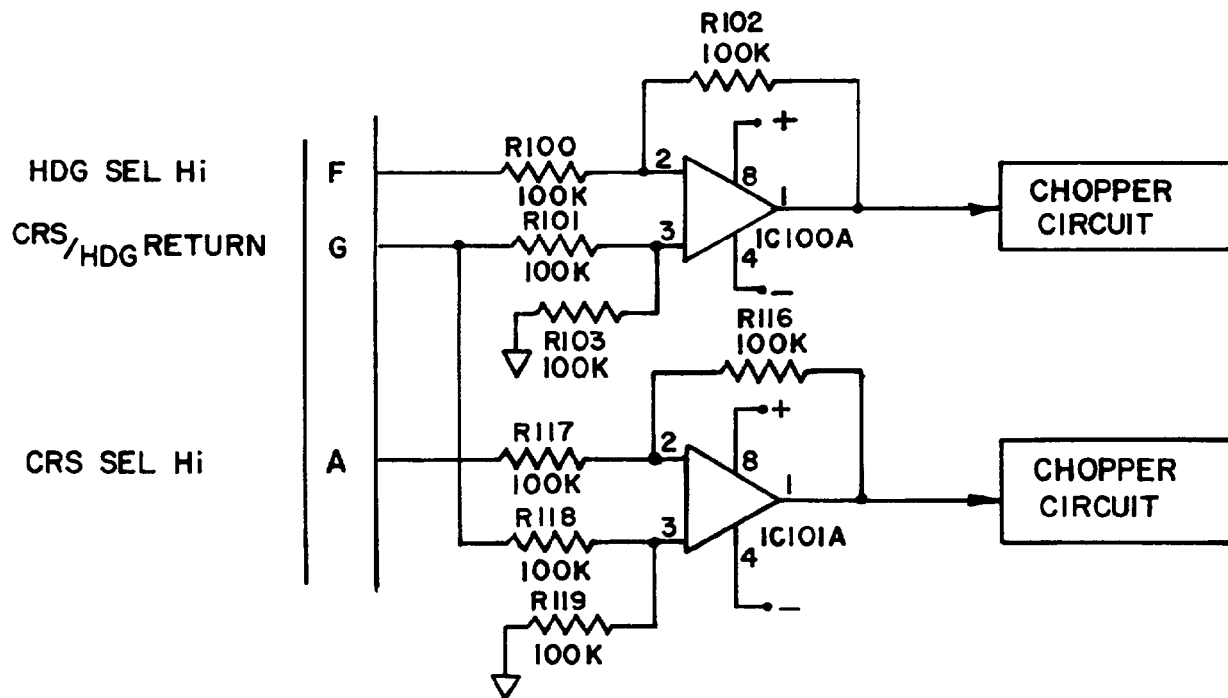 R102
100K
HDG SEL Hi
F
R100
100K
2
8
+
1
IC100A
CHOPPER
CIRCUIT
CRS/HDG RETURN
G
R101
100K
3
4
–
R103
100K
R116
100K
CRS SEL Hi
A
R117
100K
2
8
+
1
IC101A
CHOPPER
CIRCUIT
R118
100K
3
4
–
R119
100K